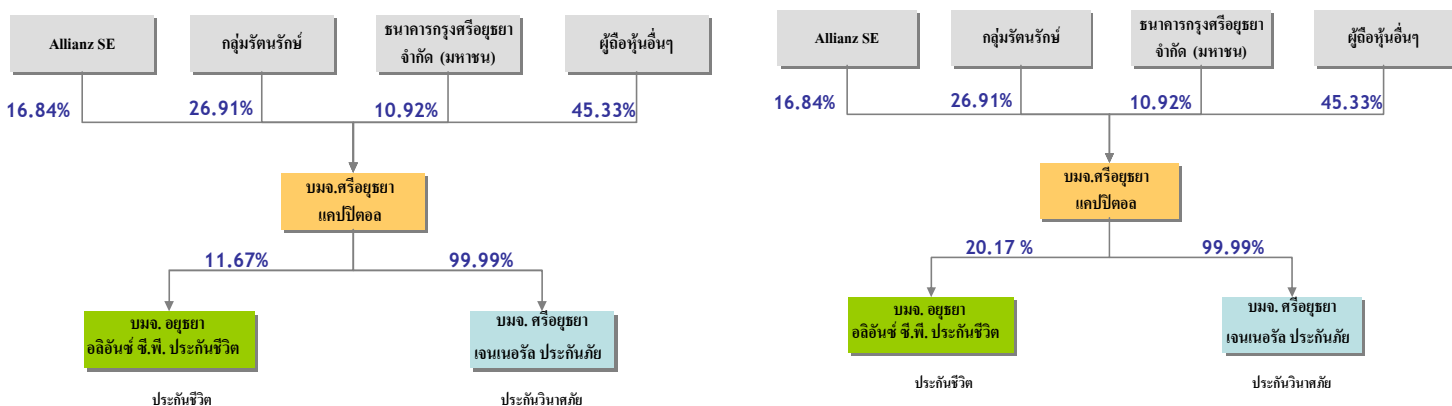 Allianz SE
กลุ่มรัตนรักษ์
ธนาคารกรุงศรีอยุธยา
จำกัด (มหาชน)
ผู้ถือหุ้นอื่นๆ
16.84%
26.91%
10.92%
45.33%
บมจ.ศรีอยุธยา
แคปปิตอล
11.67%
99.99%
บมจ. อยุธยา
อลิอันซ์ ซี.พี. ประกันชีวิต
บมจ. ศรีอยุธยา
เจนเนอรัล ประกันภัย
ประกันชีวิต
ประกันวินาศภัย
Allianz SE
กลุ่มรัตนรักษ์
ธนาคารกรุงศรีอยุธยา
จำกัด (มหาชน)
ผู้ถือหุ้นอื่นๆ
16.84%
26.91%
10.92%
45.33%
บมจ.ศรีอยุธยา
แคปปิตอล
20.17 %
99.99%
บมจ. อยุธยา
อลิอันซ์ ซี.พี. ประกันชีวิต
บมจ. ศรีอยุธยา
เจนเนอรัล ประกันภัย
ประกันชีวิต
ประกันวินาศภัย